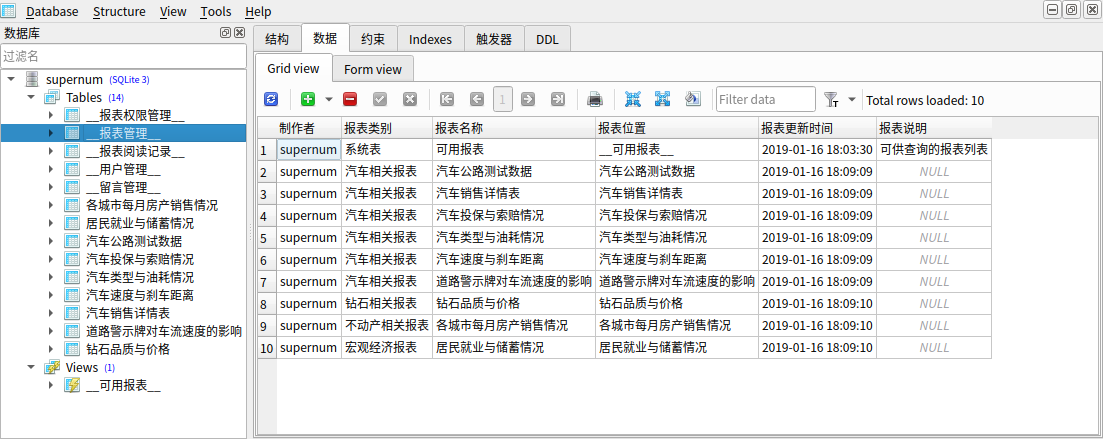 Database Structure View Tools Help
数据库
过滤名
supernum (SQLite 3)
Tables (14)
__报表权限管理__
__报表管理__
__报表阅读记录__
__用户管理__
__留言管理__
各城市每月房产销售情况
居民就业与储蓄情况
汽车公路测试数据
汽车投保与索赔情况
汽车类型与油耗情况
汽车速度与刹车距离
汽车销售详情表
道路警示牌对车流速度的影响
钻石品质与价格
Views (1)
__可用报表__
结构 数据 约束 Indexes 触发器 DDL
Grid view Form view
1 Filter data Total rows loaded: 10
制作者 报表类别 报表名称 报表位置 报表更新时间 报表说明
1 supernum 系统表 可用报表 __可用报表__ 2019-01-16 18:03:30 可供查询的报表列表
2 supernum 汽车相关报表 汽车公路测试数据 汽车公路测试数据 2019-01-16 18:09:09 NULL
3 supernum 汽车相关报表 汽车销售详情表 汽车销售详情表 2019-01-16 18:09:09 NULL
4 supernum 汽车相关报表 汽车投保与索赔情况 汽车投保与索赔情况 2019-01-16 18:09:09 NULL
5 supernum 汽车相关报表 汽车类型与油耗情况 汽车类型与油耗情况 2019-01-16 18:09:09 NULL
6 supernum 汽车相关报表 汽车速度与刹车距离 汽车速度与刹车距离 2019-01-16 18:09:09 NULL
7 supernum 汽车相关报表 道路警示牌对车流速度的影响 道路警示牌对车流速度的影响 2019-01-16 18:09:09 NULL
8 supernum 钻石相关报表 钻石品质与价格 钻石品质与价格 2019-01-16 18:09:10 NULL
9 supernum 不动产相关报表 各城市每月房产销售情况 各城市每月房产销售情况 2019-01-16 18:09:10 NULL
10 supernum 宏观经济报表 居民就业与储蓄情况 居民就业与储蓄情况 2019-01-16 18:09:10 NULL